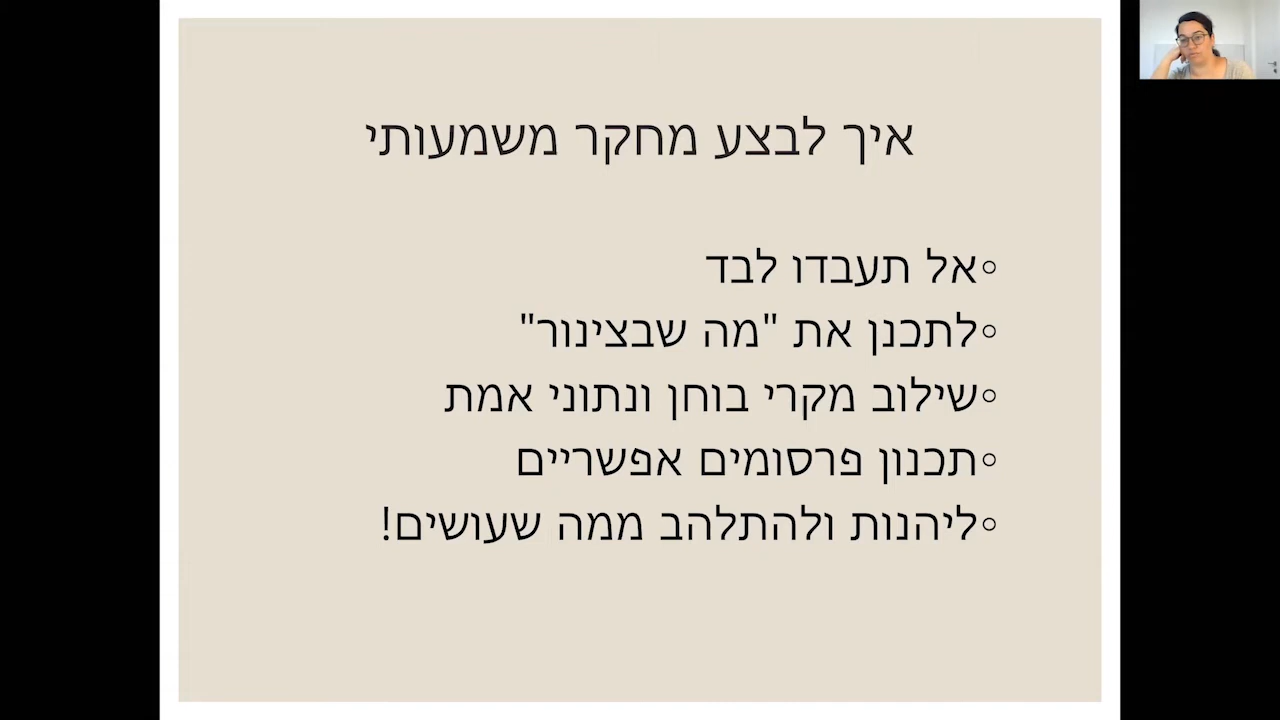 איך לבצע מחקר משמעותי
◦אל תעבדו לבד
◦לתכנן את "מה שבצינור"
◦שילוב מקרי בוחן ונתוני אמת
◦תכנון פרסומים אפשריים
◦ליהנות ולהתלהב ממה שעושים!